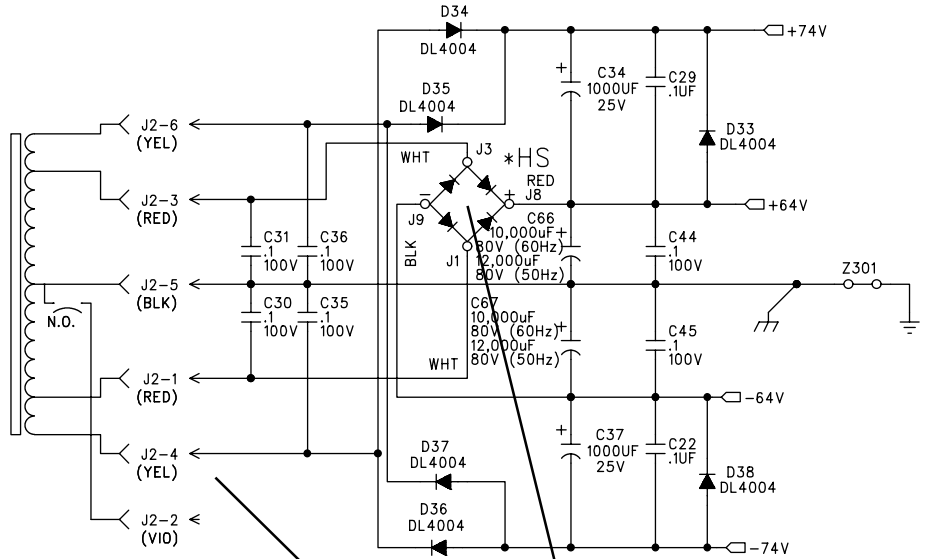 D34
DL4004
+74V
D35
DL4004
C34
1000UF
25V
C29
.1UF
D33
DL4004
J2-6
(YEL)
WHT
J3
*HS
RED
J8
+64V
J2-3
(RED)
J9
BLK
J1
C66
10,000uF
80V (60Hz)
12,000uF
80V (50Hz)
C31
.1
100V
C36
.1
100V
C44
.1
100V
J2-5
(BLK)
Z301
N.O.
C30
.1
100V
C35
.1
100V
C67
10,000uF
80V (60Hz)
12,000uF
80V (50Hz)
C45
.1
100V
WHT
J2-1
(RED)
-64V
J2-4
(YEL)
D37
DL4004
C37
1000UF
25V
C22
.1UF
D38
DL4004
D36
DL4004
J2-2
(VIO)
-74V